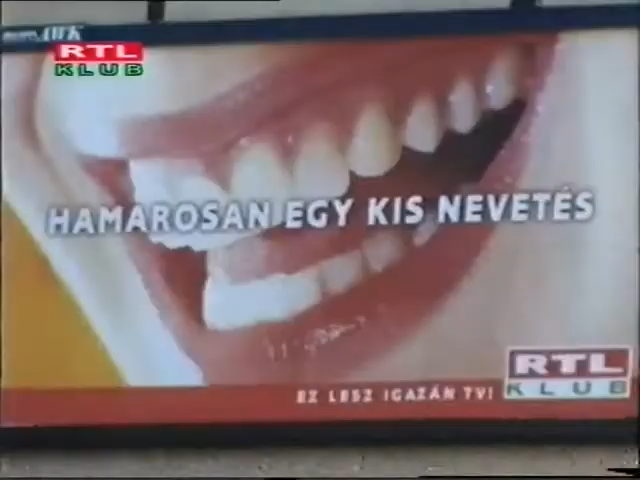 RTL
KLUB
HAMAROSAN EGY KIS NEVETÉS
EZ LESZ IGAZÁN TV!
RTL
KLUB